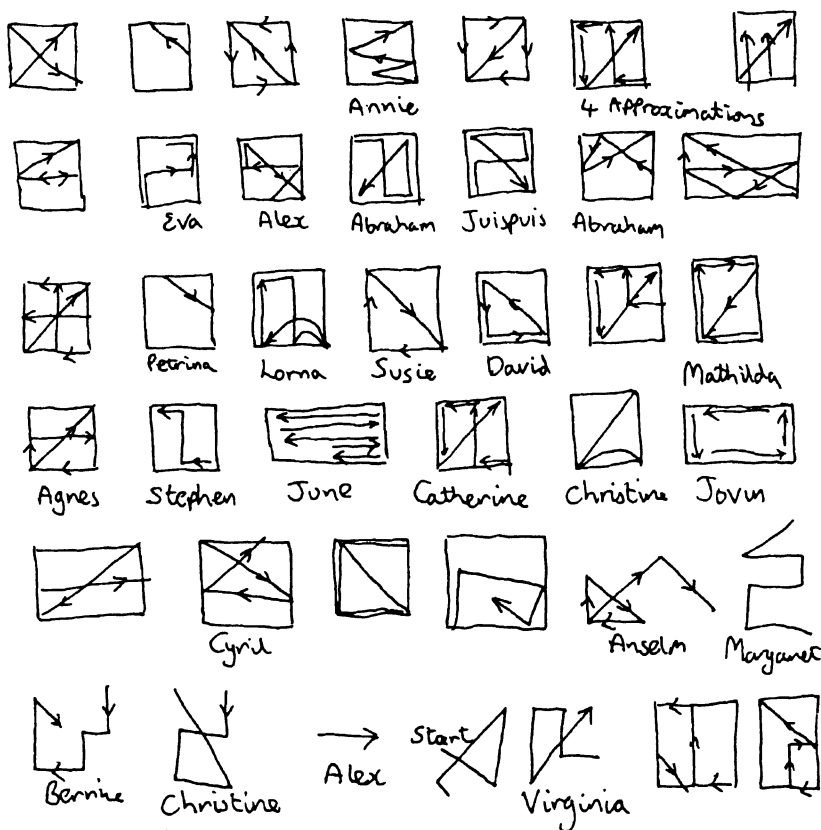 Annie
4 Approximations
Eva Alex Abraham Juispuis Abraham
Petrina Lorna Susie David Mathilda
Agnes Stephen June Catherine Christine Jovin
Cyril Anselm Margaret
Start
Bernine Christine Alex Virginia